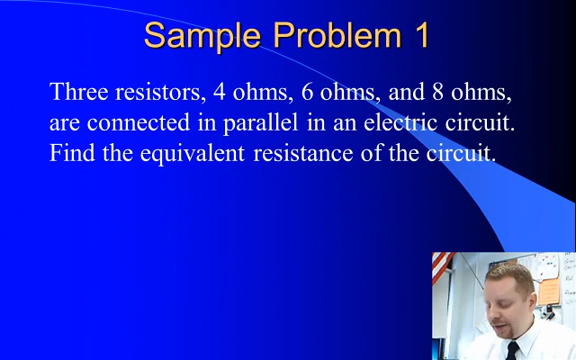 Sample Problem 1
Three resistors, 4 ohms, 6 ohms, and 8 ohms,
are connected in parallel in an electric circuit.
Find the equivalent resistance of the circuit.